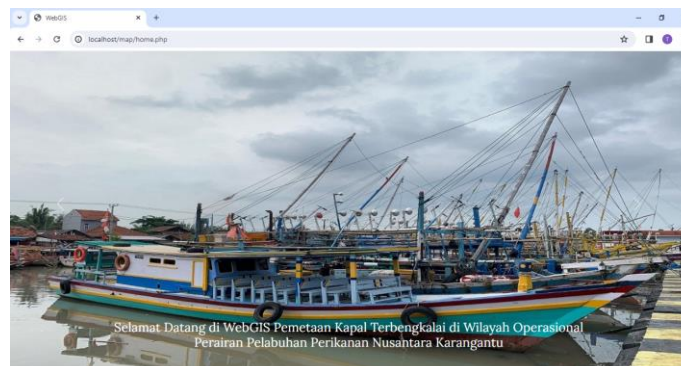 WebGIS
localhost/map/home.php
T
Selamat Datang di WebGIS Pemetaan Kapal Terbengkalai di Wilayah Operasional
Perairan Pelabuhan Perikanan Nusantara Karangantu